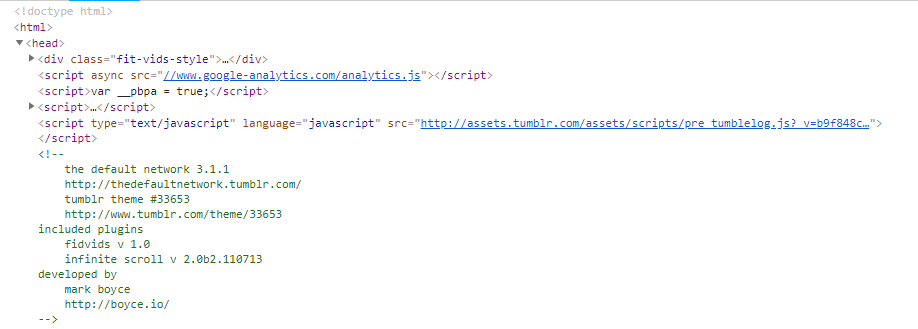 <!doctype html>
<html>
<head>
<div class="fit-vids-style">…</div>
<script async src="//www.google-analytics.com/analytics.js"></script>
<script>var __pbpa = true;</script>
<script>…</script>
<script type="text/javascript" language="javascript" src="http://assets.tumblr.com/assets/scripts/pre_tumblelog.js?_v=b9f848c…">
</script>
<!--
the default network 3.1.1
http://thedefaultnetwork.tumblr.com/
tumblr theme #33653
http://www.tumblr.com/theme/33653
included plugins
fidvids v 1.0
infinite scroll v 2.0b2.110713
developed by
mark boyce
http://boyce.io/
-->